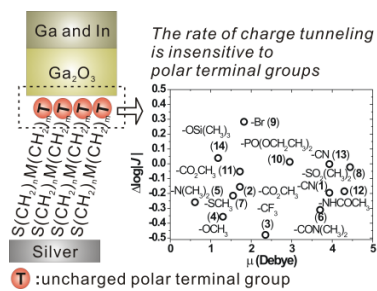 Ga and In
Ga₂O₃
T T T T
S(CH₂)ₙM(CH₂)ₘ
S(CH₂)ₙM(CH₂)ₘ
S(CH₂)ₙM(CH₂)ₘ
S(CH₂)ₙM(CH₂)ₘ
Silver
T :uncharged polar terminal group
The rate of charge tunneling
is insensitive to
polar terminal groups
Δlog|J|
0.5
0.4
0.3
0.2
0.1
0.0
-0.1
-0.2
-0.3
-0.4
-0.5
-Br (9)
-OSi(CH₃)₃
(14)
-PO(OCH₂CH₃)₂
(10)
-CN (13)
-CO₂CH₃ (11)
-SO₂(CH₃) (8)
-CN(1)
-N(CH₃)₂ (5)
(2) -CO₂CH₃
(12)
-SCH₃ (7)
-NHCOCH₃
(4)
-CF₃
-OCH₃
(3)
(6)
-CON(CH₃)₂
0 1 2 3 4 5
μ (Debye)